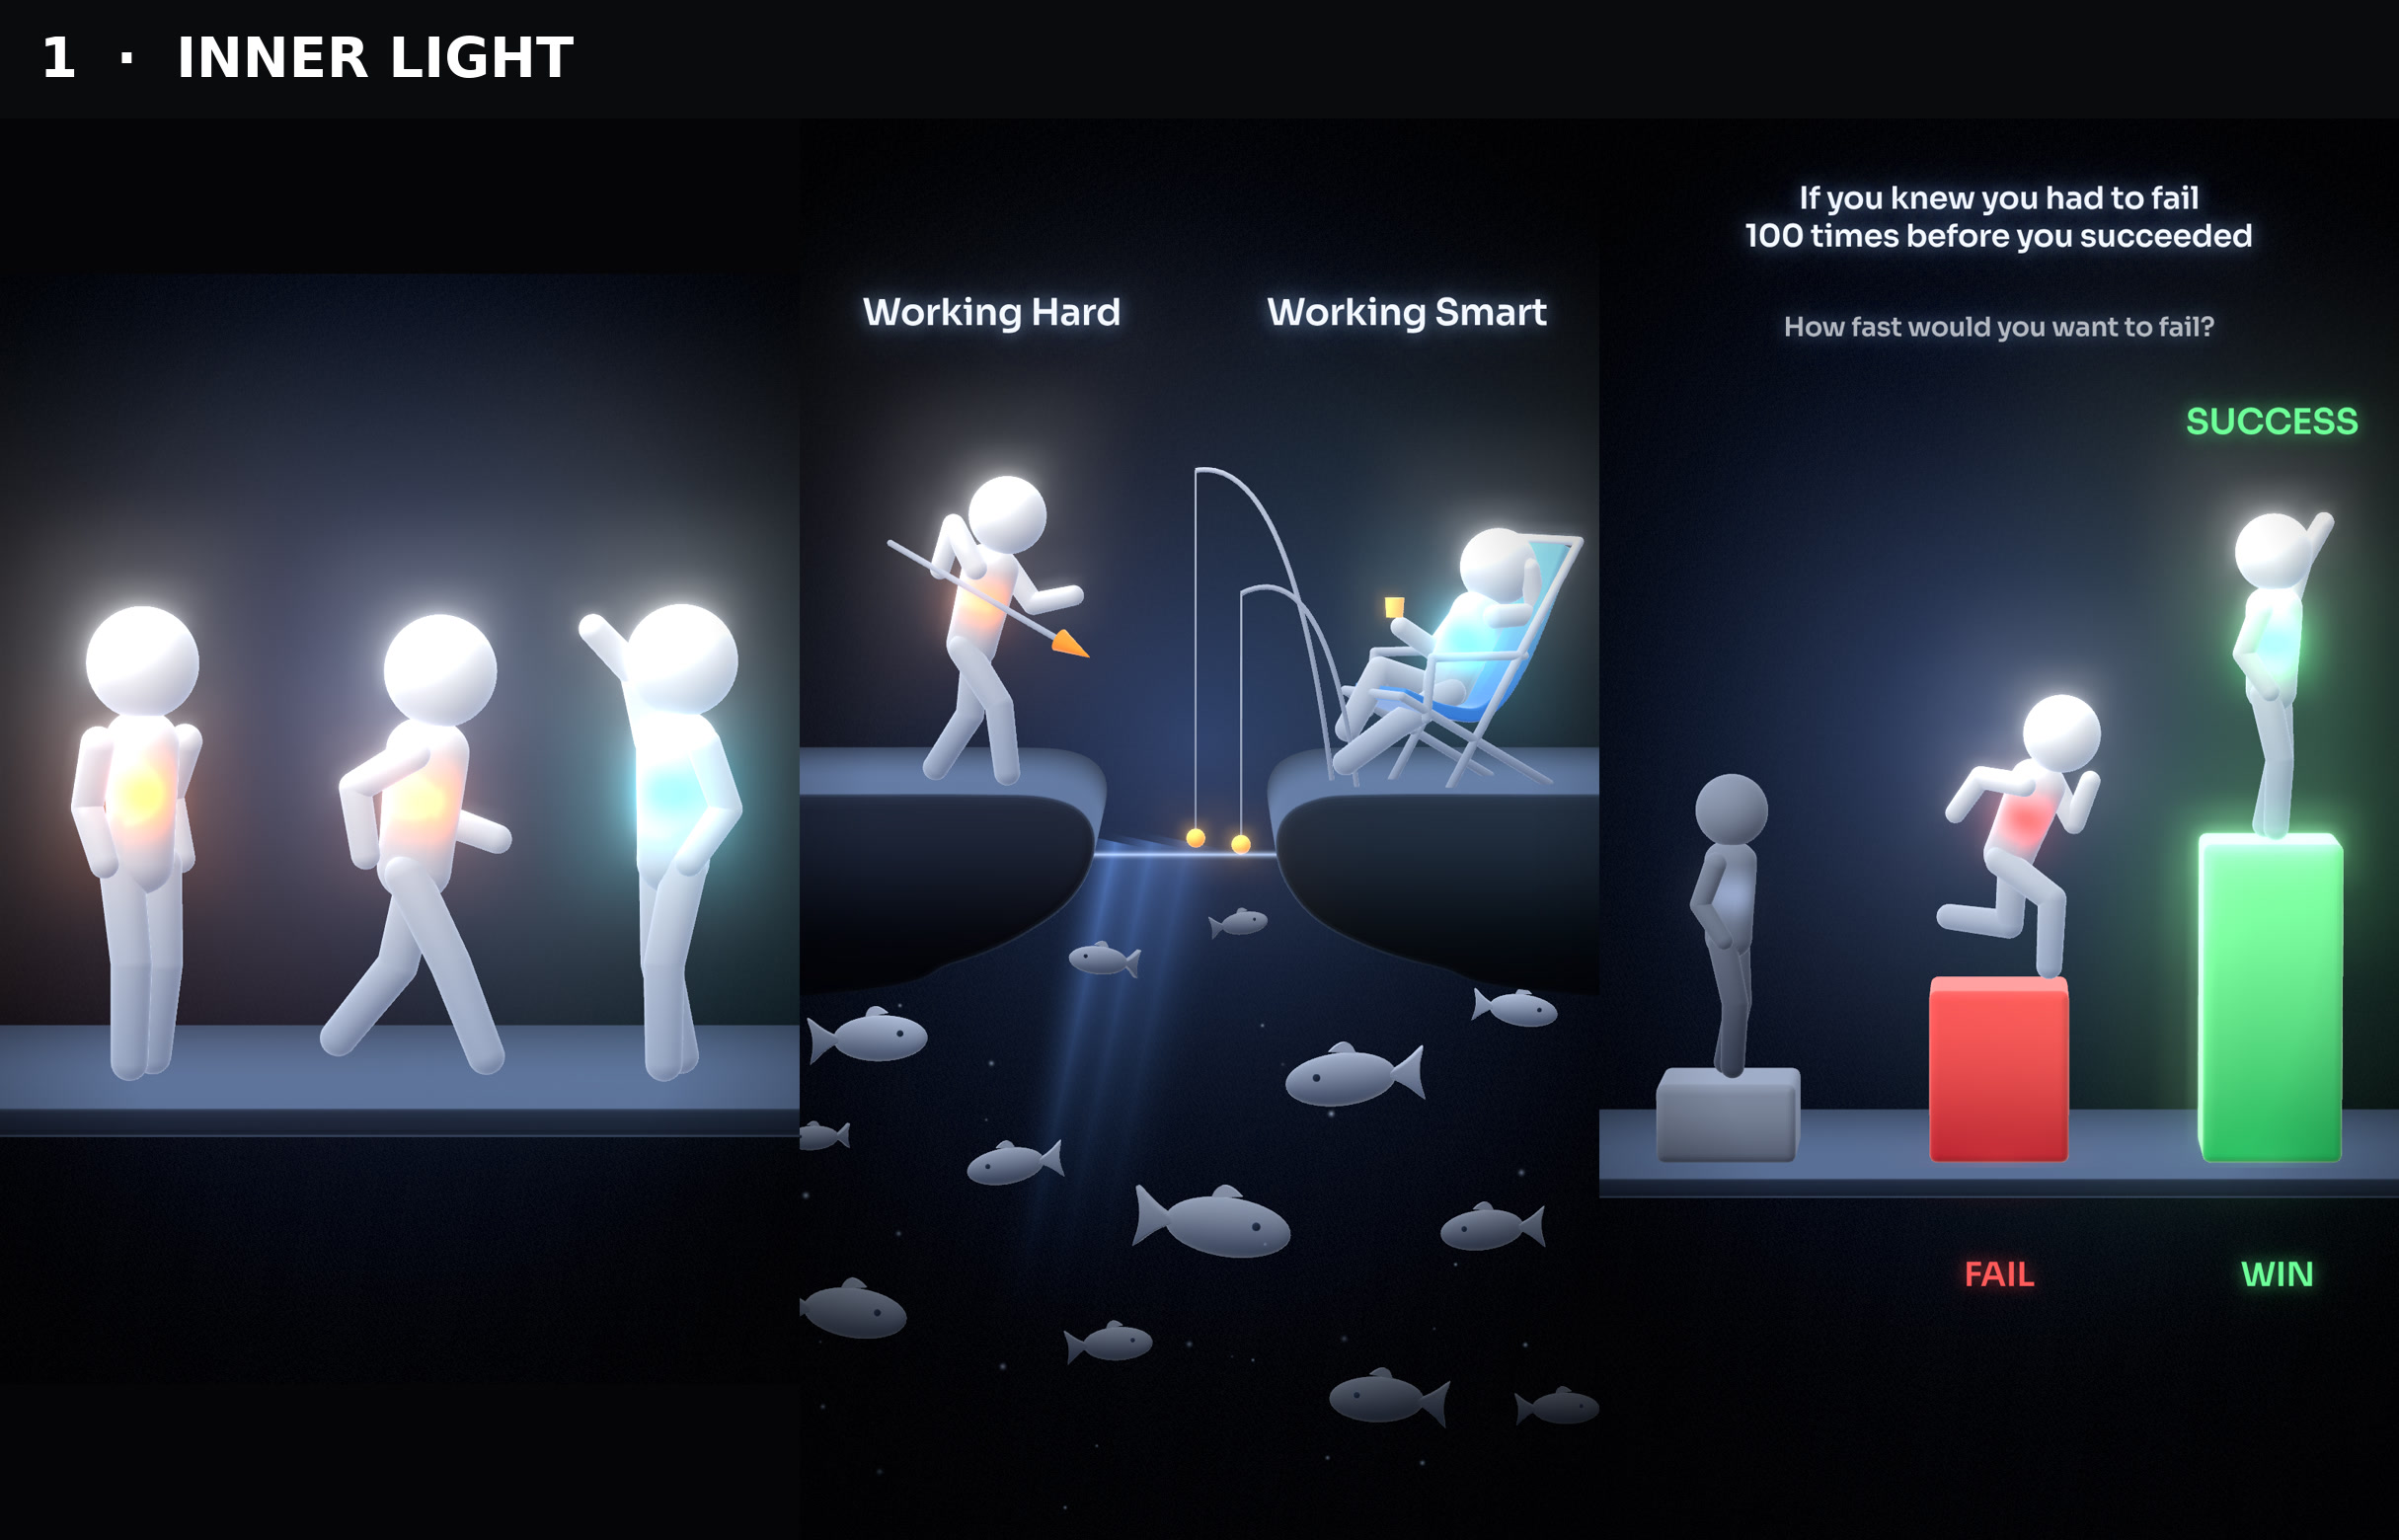 1 · INNER LIGHT
Working Hard
Working Smart
If you knew you had to fail
100 times before you succeeded
How fast would you want to fail?
SUCCESS
FAIL
WIN